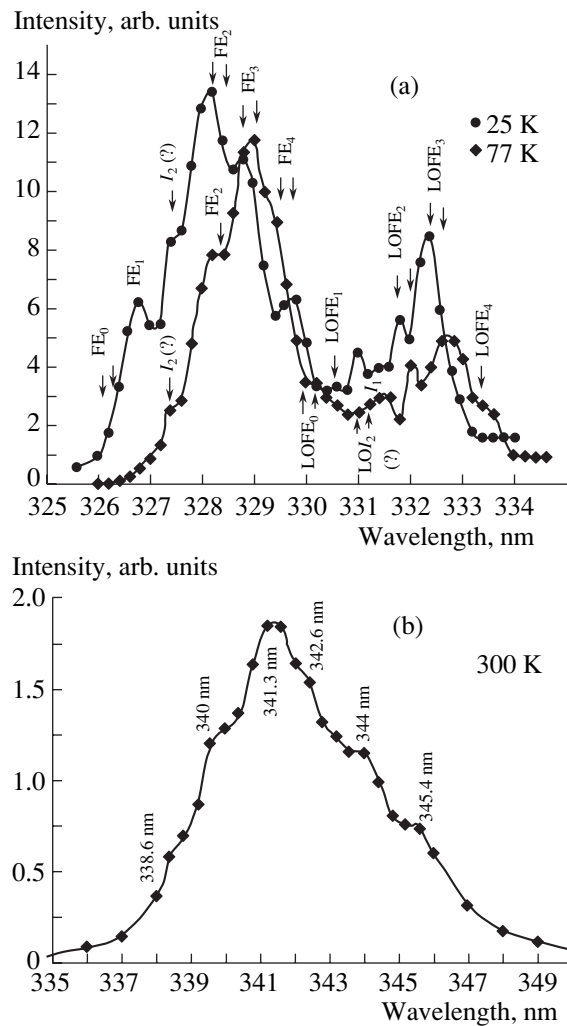 Intensity, arb. units
(a)
25 K
77 K
14
12
10
8
6
4
2
0
FE0
FE1
I2 (?)
FE2
FE2
FE3
FE4
I2 (?)
LOFE0
LOFE1
LOI2 (?)
I1
LOFE2
LOFE3
LOFE4
325 326 327 328 329 330 331 332 333 334
Wavelength, nm
Intensity, arb. units
(b)
300 K
2.0
1.5
1.0
0.5
0
338.6 nm
340 nm
341.3 nm
342.6 nm
344 nm
345.4 nm
335 337 339 341 343 345 347 349
Wavelength, nm